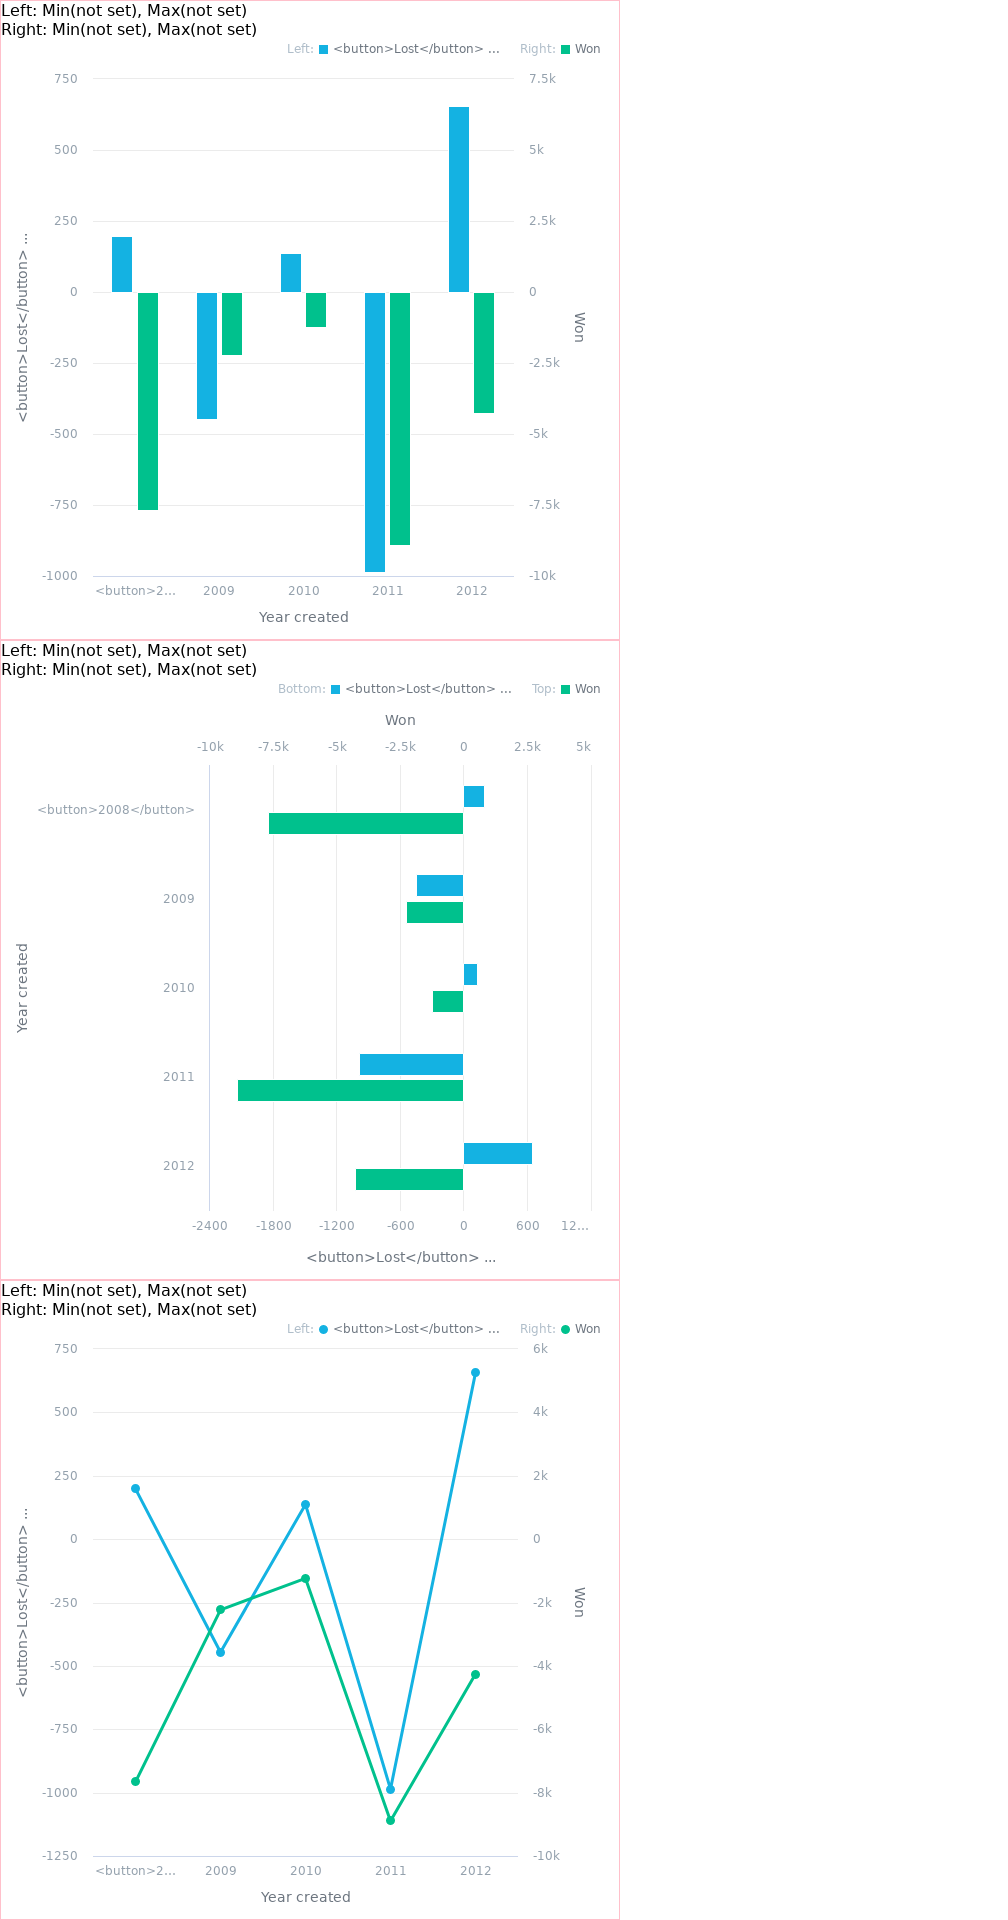 Left: Min(not set), Max(not set)
Right: Min(not set), Max(not set)
Left: <button>Lost</button> ... Right: Won
750 7.5k
500 5k
250 2.5k
0 0
-250 -2.5k
-500 -5k
-750 -7.5k
-1000 -10k
<button>Lost</button> ...
Won
<button>2... 2009 2010 2011 2012
Year created
Left: Min(not set), Max(not set)
Right: Min(not set), Max(not set)
Bottom: <button>Lost</button> ... Top: Won
Won
-10k -7.5k -5k -2.5k 0 2.5k 5k
<button>2008</button>
2009
2010
2011
2012
Year created
-2400 -1800 -1200 -600 0 600 12...
<button>Lost</button> ...
Left: Min(not set), Max(not set)
Right: Min(not set), Max(not set)
Left: <button>Lost</button> ... Right: Won
750 6k
500 4k
250 2k
0 0
-250 -2k
-500 -4k
-750 -6k
-1000 -8k
-1250 -10k
<button>Lost</button> ...
Won
<button>2... 2009 2010 2011 2012
Year created